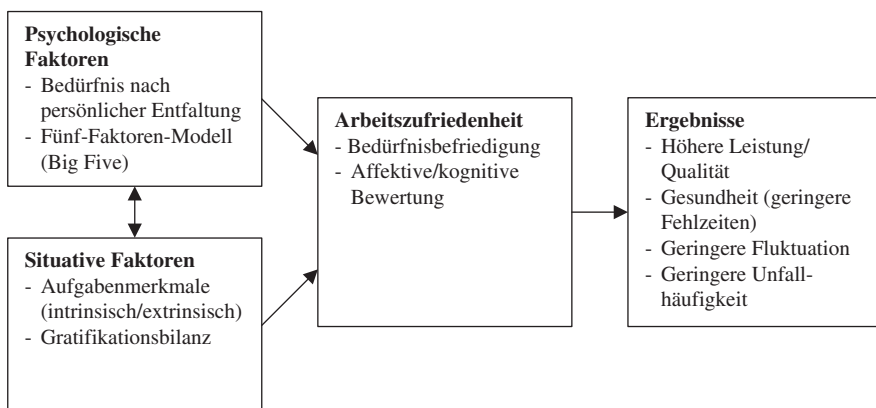 Psychologische
Faktoren
- Bedürfnis nach
persönlicher Entfaltung
- Fünf-Faktoren-Modell
(Big Five)
Situative Faktoren
- Aufgabenmerkmale
(intrinsisch/extrinsisch)
- Gratifikationsbilanz
Arbeitszufriedenheit
- Bedürfnisbefriedigung
- Affektive/kognitive
Bewertung
Ergebnisse
- Höhere Leistung/
Qualität
- Gesundheit (geringere
Fehlzeiten)
- Geringere Fluktuation
- Geringere Unfall-
häufigkeit